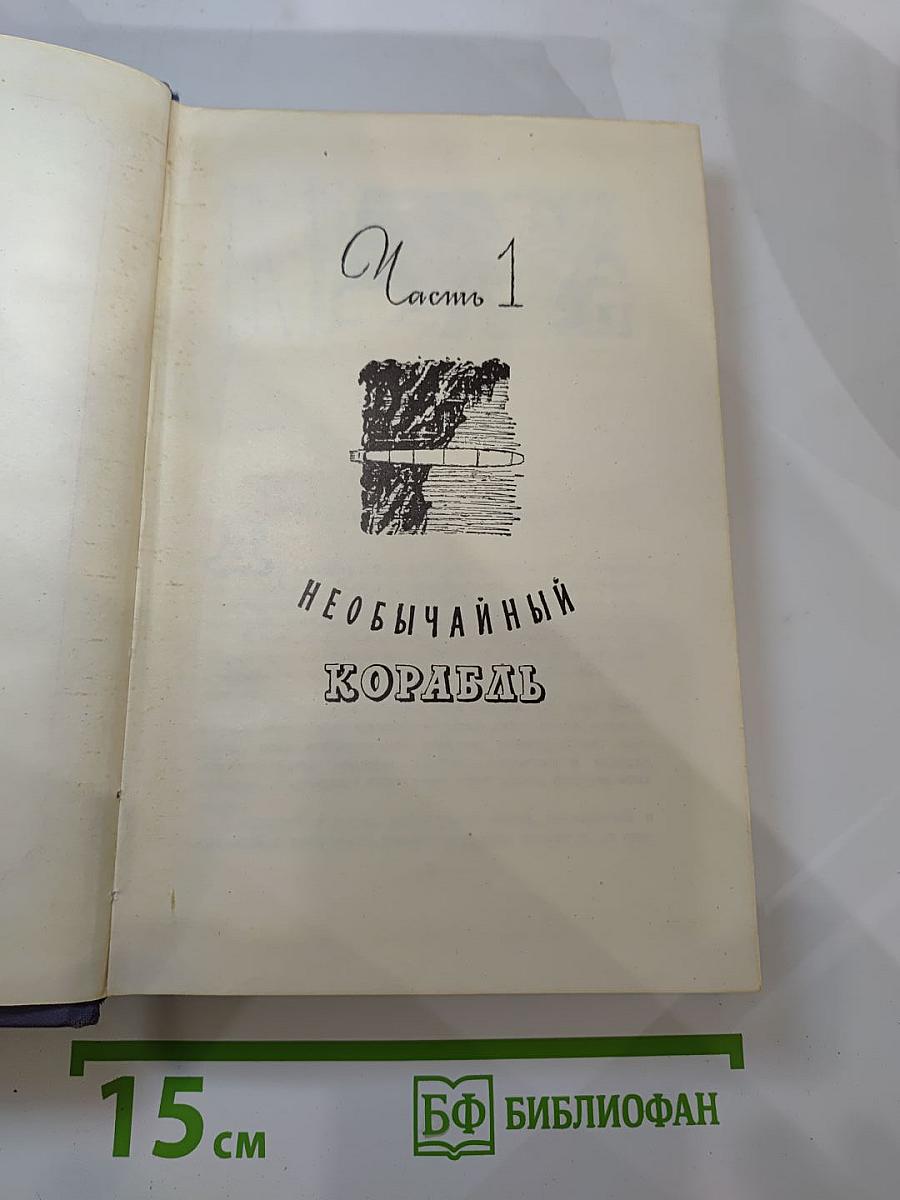 Часть 1
НЕОБЫЧАЙНЫЙ
КОРАБЛЬ
15 см
БФ БИБЛИОФАН